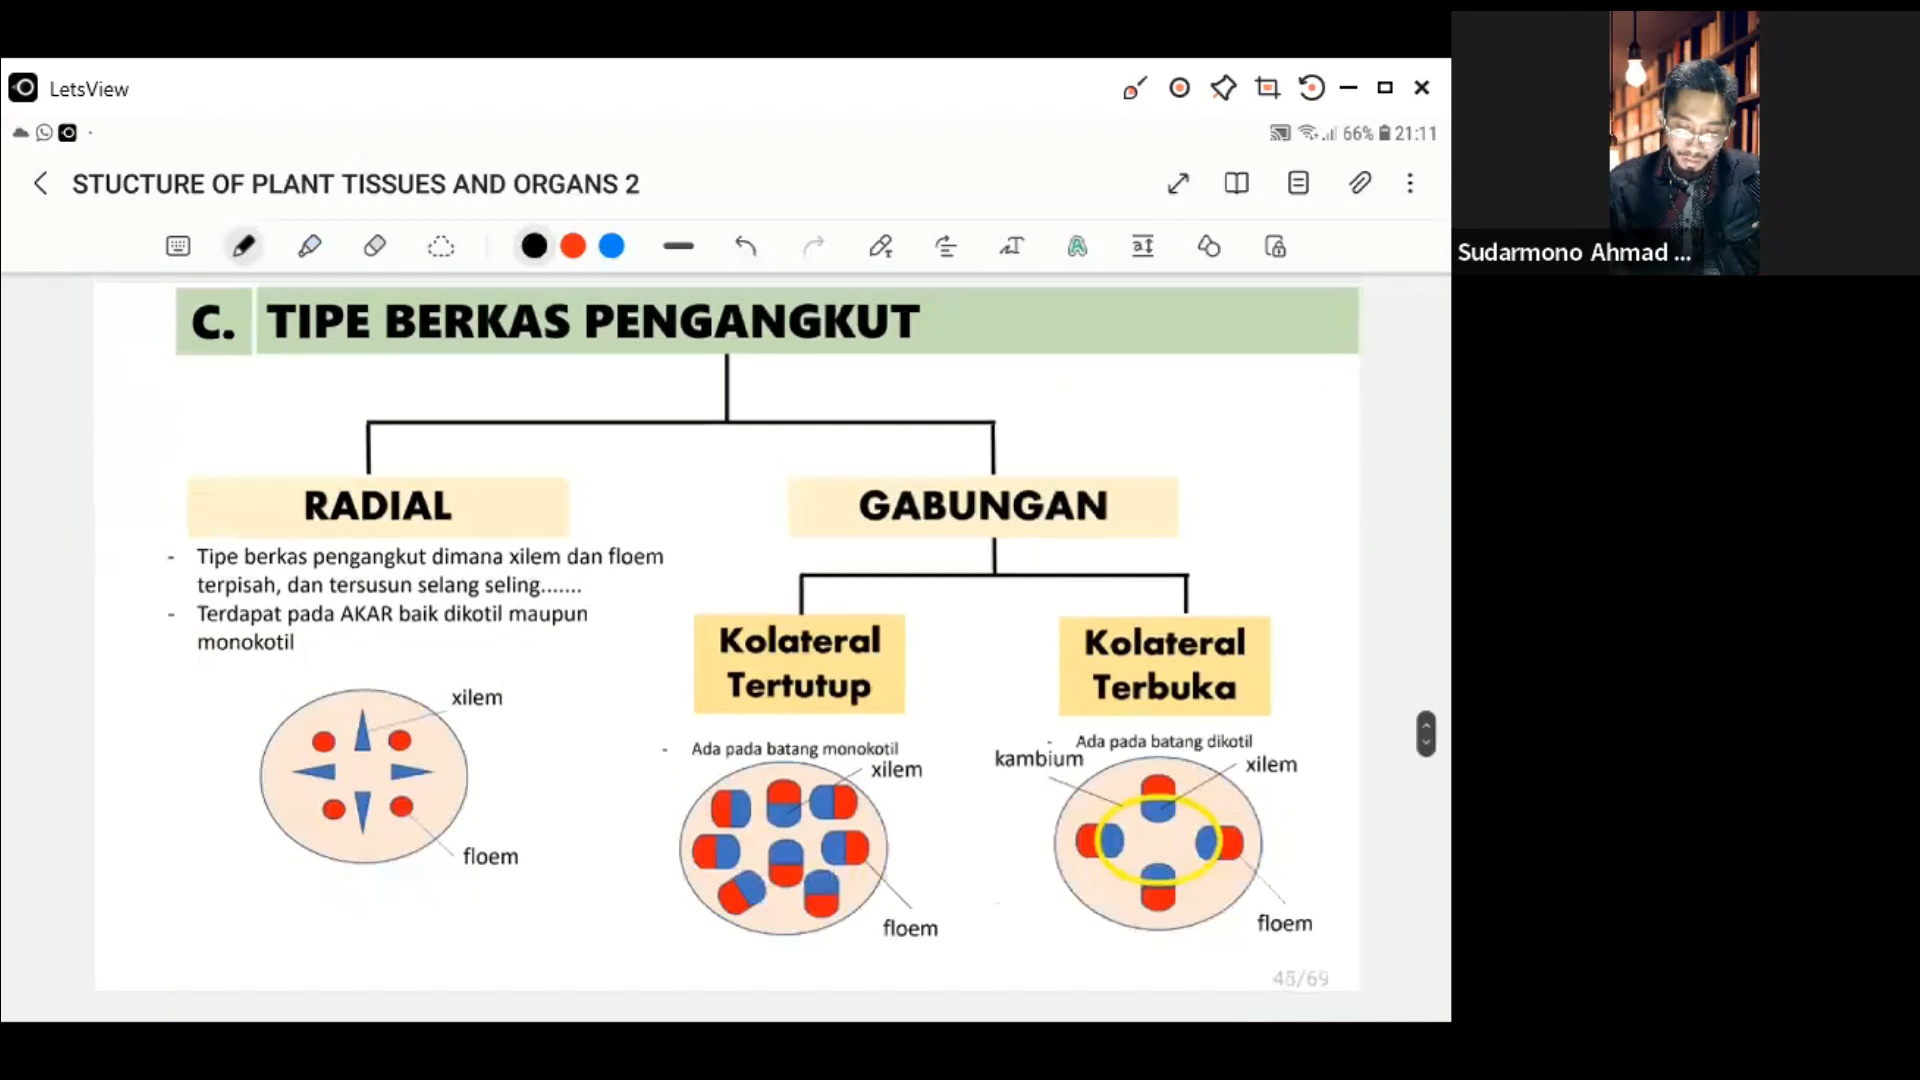 LetsView
66% 21:11
STUCTURE OF PLANT TISSUES AND ORGANS 2
Sudarmono Ahmad ...
C. TIPE BERKAS PENGANGKUT
RADIAL
- Tipe berkas pengangkut dimana xilem dan floem
terpisah, dan tersusun selang seling.......
- Terdapat pada AKAR baik dikotil maupun
monokotil
xilem
floem
GABUNGAN
Kolateral
Tertutup
- Ada pada batang monokotil
xilem
floem
Kolateral
Terbuka
- Ada pada batang dikotil
kambium
xilem
floem